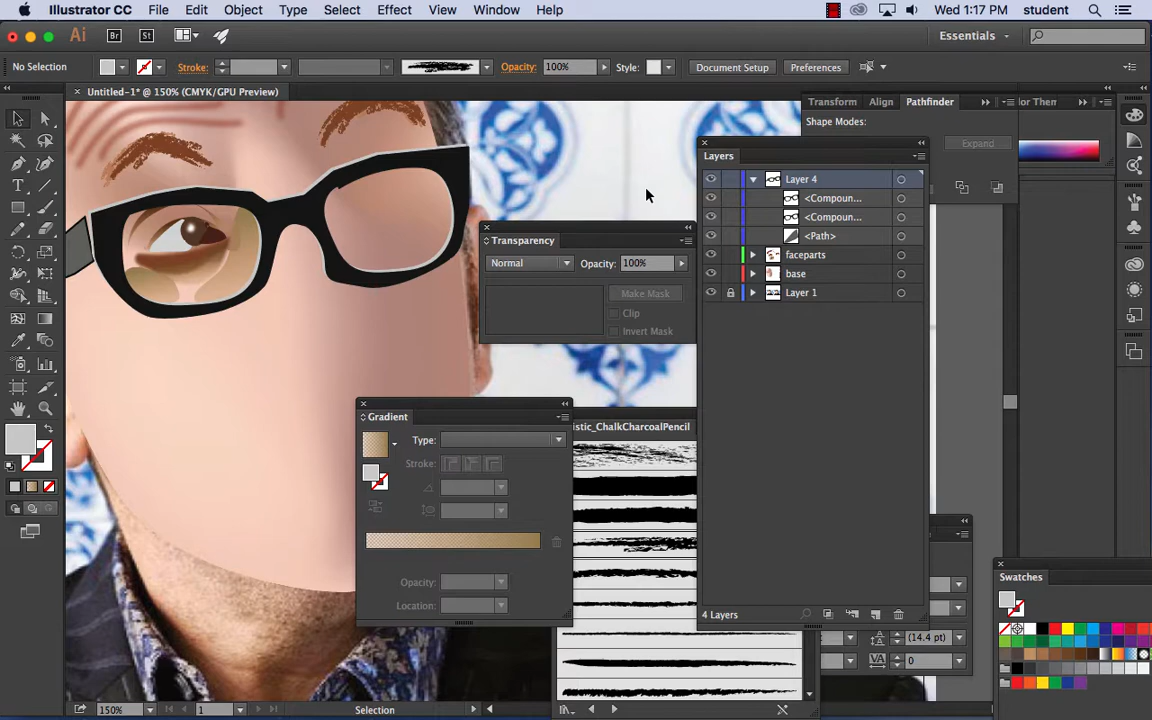 Illustrator CC File Edit Object Type Select Effect View Window Help Wed 1:17 PM student
Ai Br St Essentials
No Selection Stroke: Opacity: 100% Style: Document Setup Preferences
Untitled-1* @ 150% (CMYK/GPU Preview)
Transform Align Pathfinder
Shape Modes:
Expand
Layers
Layer 4
<Compoun...
<Compoun...
<Path>
faceparts
base
Layer 1
4 Layers
Transparency
Normal Opacity: 100%
Make Mask
Clip
Invert Mask
Gradient
Type:
Stroke:
Opacity:
Location:
istic_ChalkCharcoalPencil
(14.4 pt)
0
Swatches
150% 1 Selection